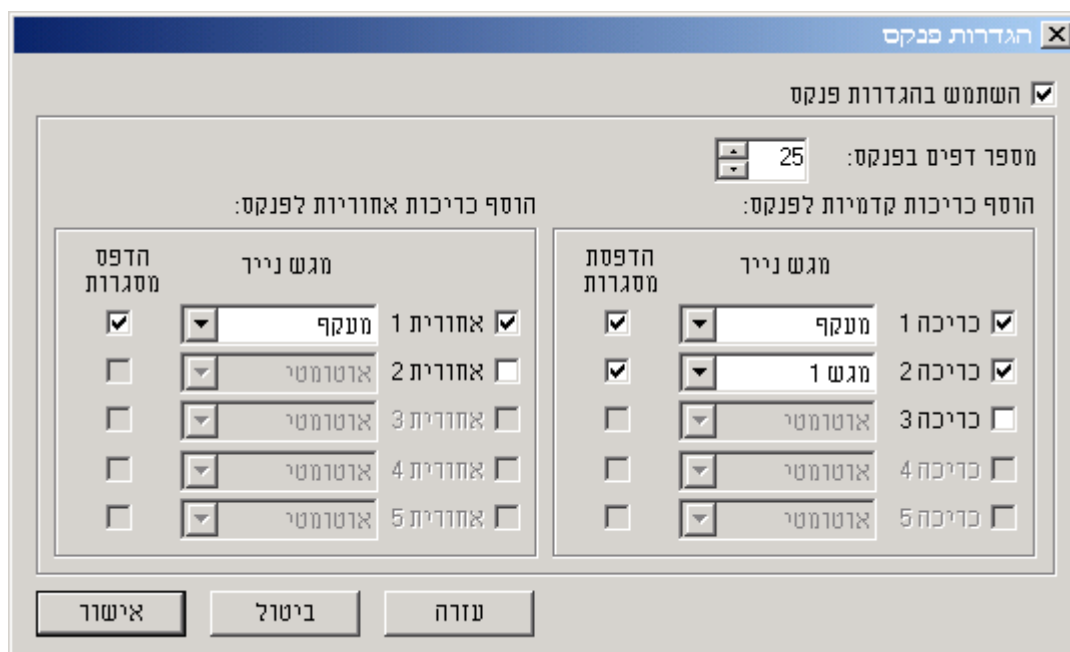 הגדרות פנקס
השתמש בהגדרות פנקס
מספר דפים בפנקס: 25
הוסף כריכות קדמיות לפנקס:
מגש נייר
הדפסת מסגרות
כריכה 1 מעקף
כריכה 2 מגש 1
כריכה 3 אוטומטי
כריכה 4 אוטומטי
כריכה 5 אוטומטי
הוסף כריכות אחוריות לפנקס:
מגש נייר
הדפס מסגרות
אחורית 1 מעקף
אחורית 2 אוטומטי
אחורית 3 אוטומטי
אחורית 4 אוטומטי
אחורית 5 אוטומטי
עזרה ביטול אישור